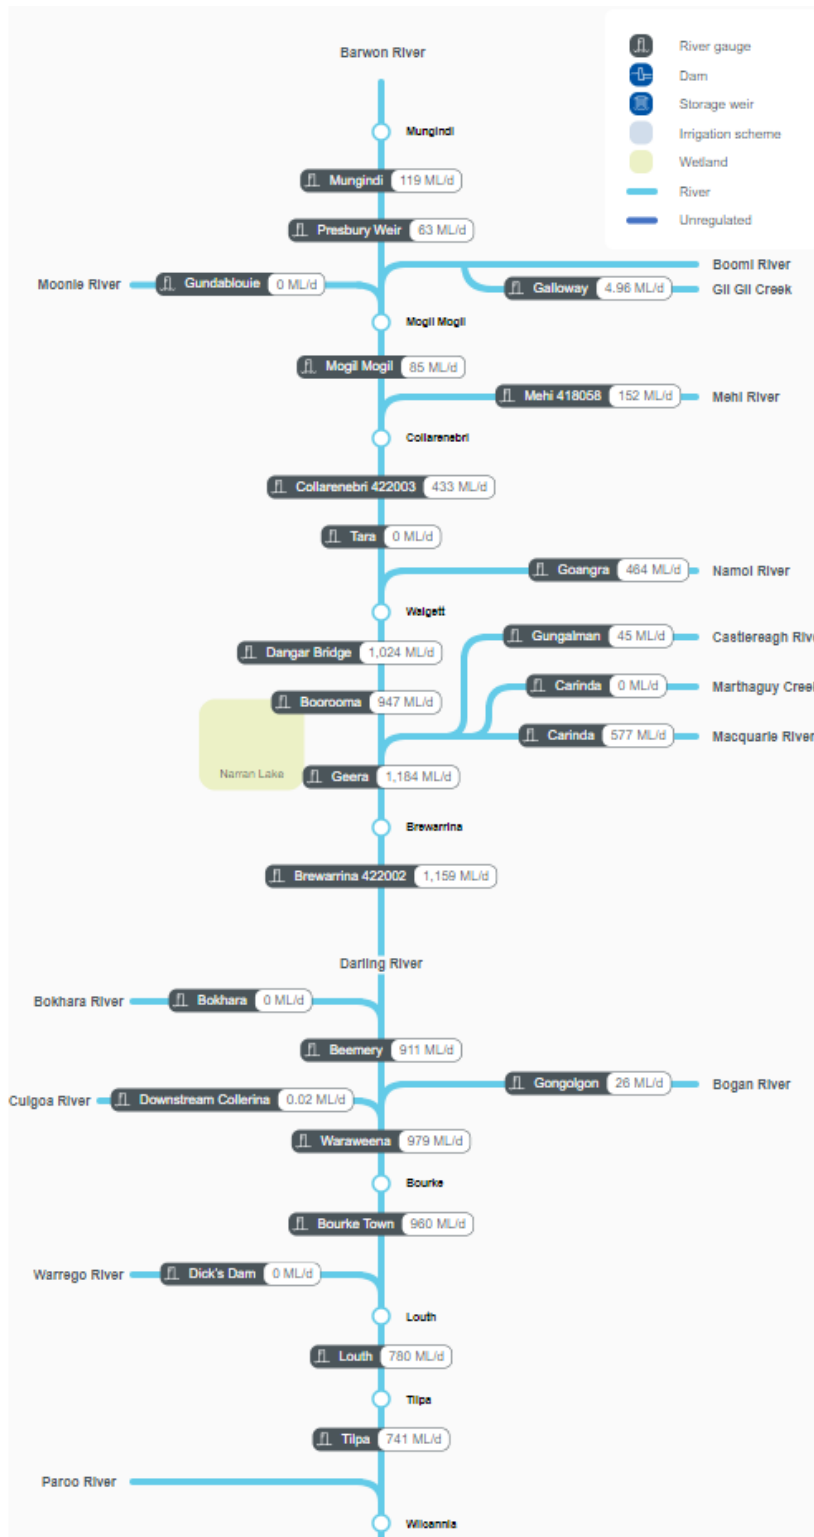 Barwon River
River gauge
Dam
Storage weir
Irrigation scheme
Wetland
River
Unregulated
Mungindi
Mungindi 119 ML/d
Presbury Weir 63 ML/d
Boomi River
Moonie River Gundablouie 0 ML/d
Galloway 4.96 ML/d Gil Gil Creek
Mogil Mogil
Mogil Mogil 85 ML/d
Mehi 418058 152 ML/d Mehi River
Collarenebri
Collarenebri 422003 433 ML/d
Tara 0 ML/d
Goangra 464 ML/d Namoi River
Walgett
Gungalman 45 ML/d Castlereagh Rive
Dangar Bridge 1,024 ML/d
Carinda 0 ML/d Marthaguy Creek
Boorooma 947 ML/d
Carinda 577 ML/d Macquarie River
Narran Lake
Geera 1,184 ML/d
Brewarrina
Brewarrina 422002 1,159 ML/d
Darling River
Bokhara River Bokhara 0 ML/d
Beemery 911 ML/d
Gongolgon 26 ML/d Bogan River
Culgoa River Downstream Collerina 0.02 ML/d
Waraweena 979 ML/d
Bourke
Bourke Town 960 ML/d
Warrego River Dick's Dam 0 ML/d
Louth
Louth 780 ML/d
Tilpa
Tilpa 741 ML/d
Paroo River
Wilcannia